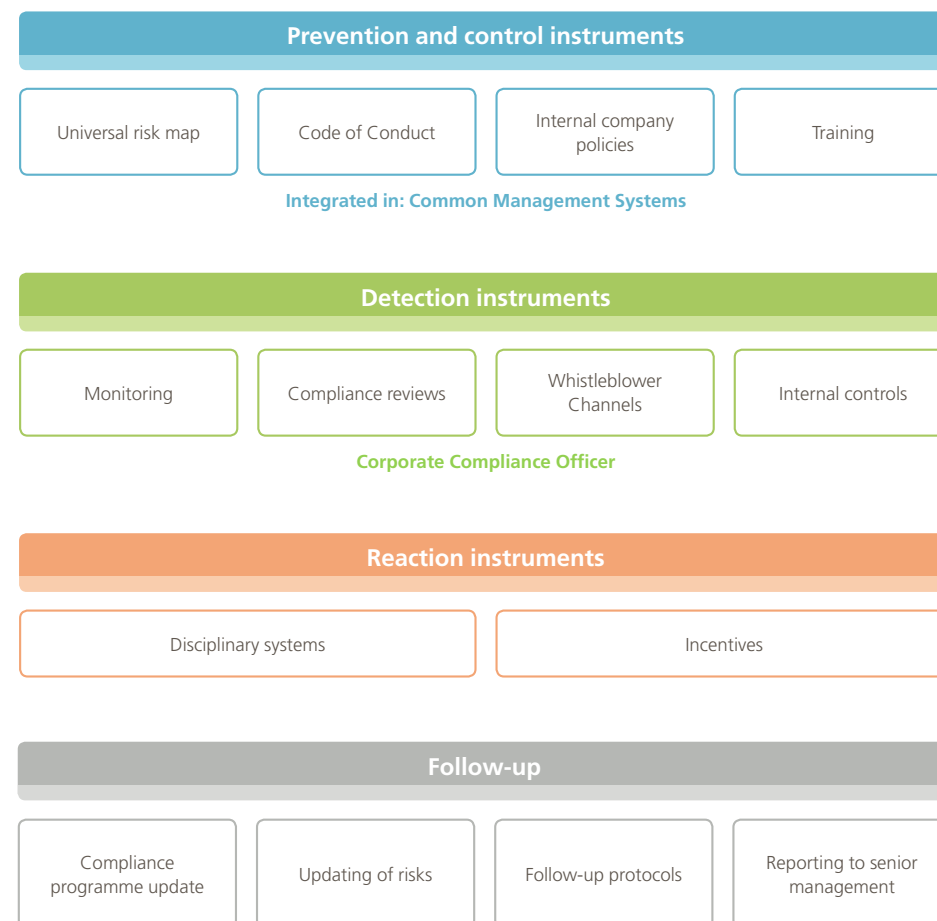 Prevention and control instruments
Universal risk map
Code of Conduct
Internal company
policies
Training
Integrated in: Common Management Systems
Detection instruments
Monitoring
Compliance reviews
Whistleblower
Channels
Internal controls
Corporate Compliance Officer
Reaction instruments
Disciplinary systems
Incentives
Follow-up
Compliance
programme update
Updating of risks
Follow-up protocols
Reporting to senior
management